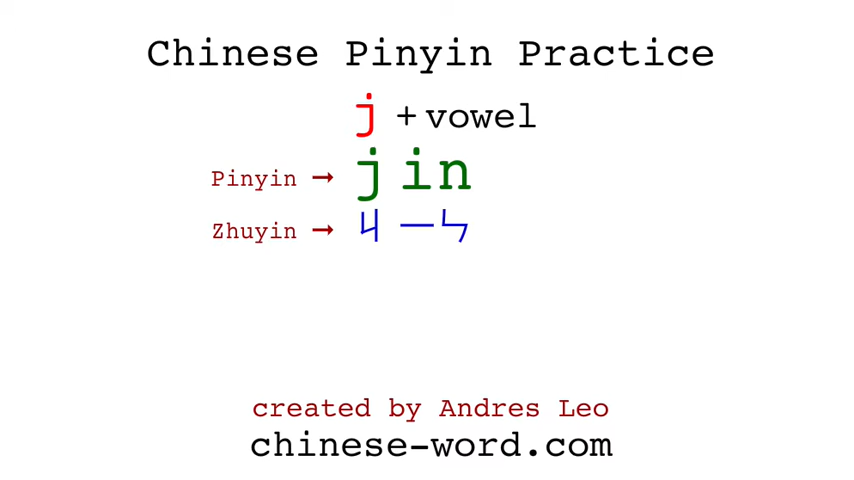 Chinese Pinyin Practice
j + vowel
Pinyin → jin
Zhuyin → ㄐㄧㄣ
created by Andres Leo
chinese-word.com